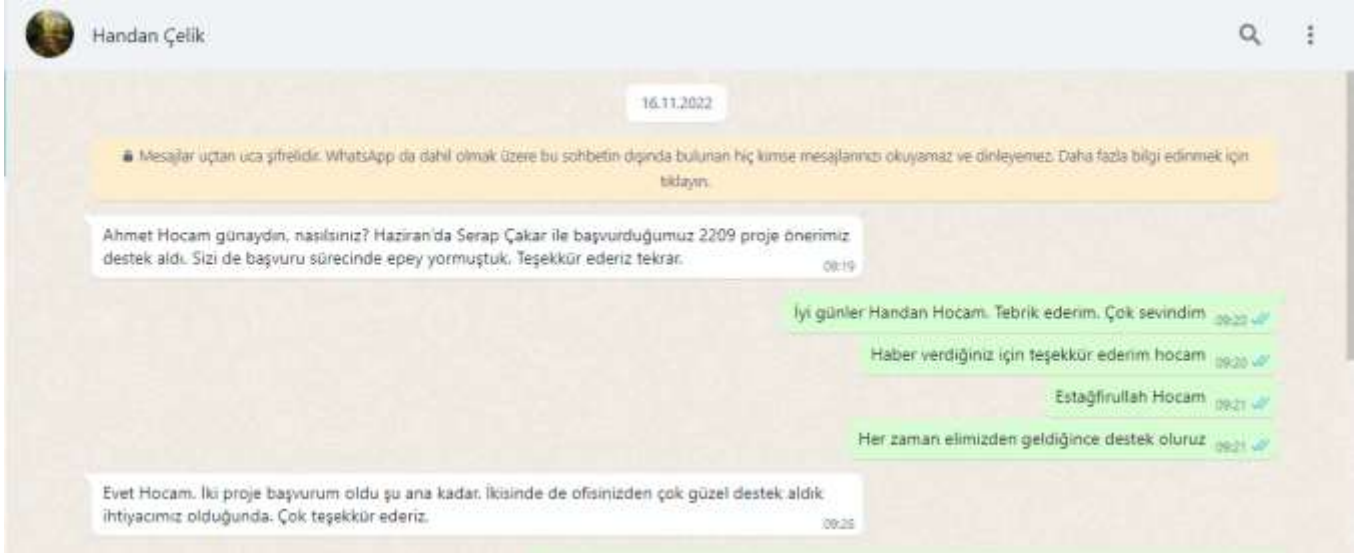 Handan Çelik
16.11.2022
Mesajlar uçtan uca şifrelidir. WhatsApp da dahil olmak üzere bu sohbetin dışında bulunan hiç kimse mesajlarınızı okuyamaz ve dinleyemez. Daha fazla bilgi edinmek için
tıklayın.
Ahmet Hocam günaydın, nasılsınız? Haziran'da Serap Çakar ile başvurduğumuz 2209 proje önerimiz
destek aldı. Sizi de başvuru sürecinde epey yormuştuk. Teşekkür ederiz tekrar.
09:19
İyi günler Handan Hocam. Tebrik ederim. Çok sevindim 09:20
Haber verdiğiniz için teşekkür ederim hocam 09:20
Estağfirullah Hocam 09:21
Her zaman elimizden geldiğince destek oluruz 09:21
Evet Hocam. İki proje başvurum oldu şu ana kadar. İkisinde de ofisinizden çok güzel destek aldık
ihtiyacımız olduğunda. Çok teşekkür ederiz.
09:26